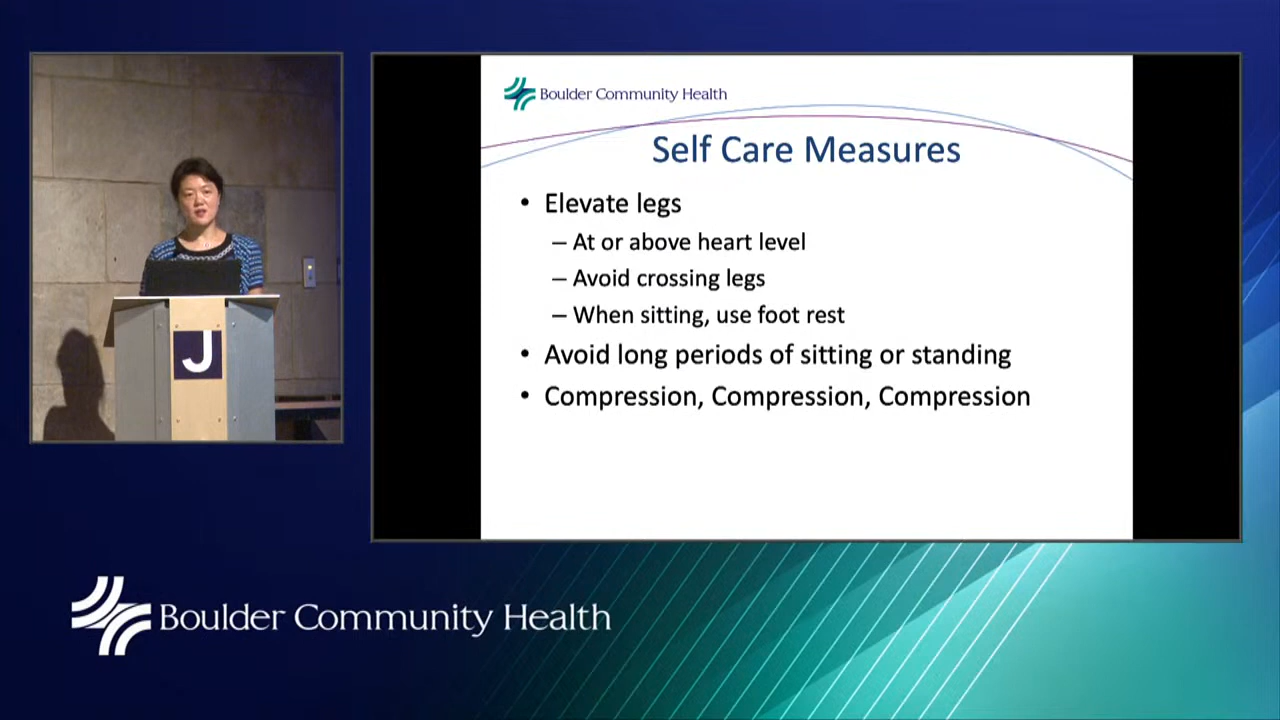 Boulder Community Health
Self Care Measures
• Elevate legs
– At or above heart level
– Avoid crossing legs
– When sitting, use foot rest
• Avoid long periods of sitting or standing
• Compression, Compression, Compression
J
Boulder Community Health